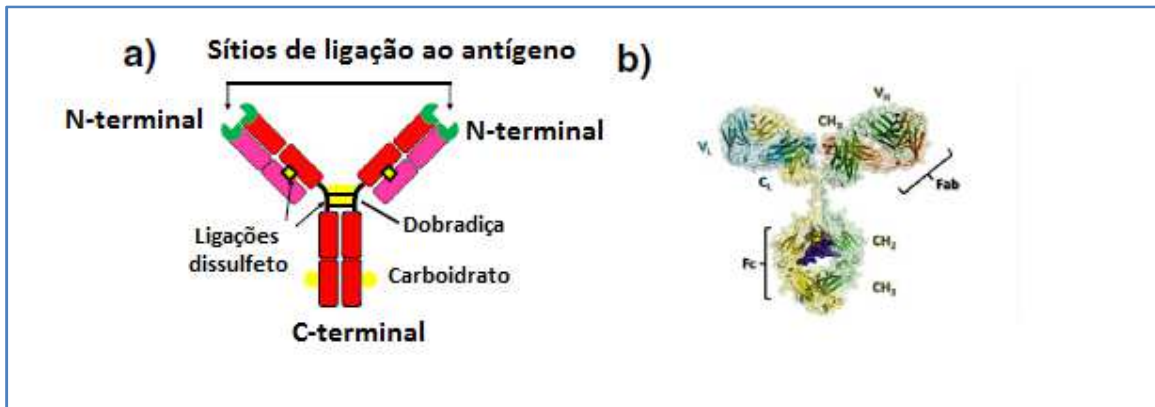 a)
Sítios de ligação ao antígeno
N-terminal
N-terminal
Ligações
dissulfeto
Dobradiça
Carboidrato
C-terminal
b)
VH
VL
CL
Fab
Fc
CH2
CH3